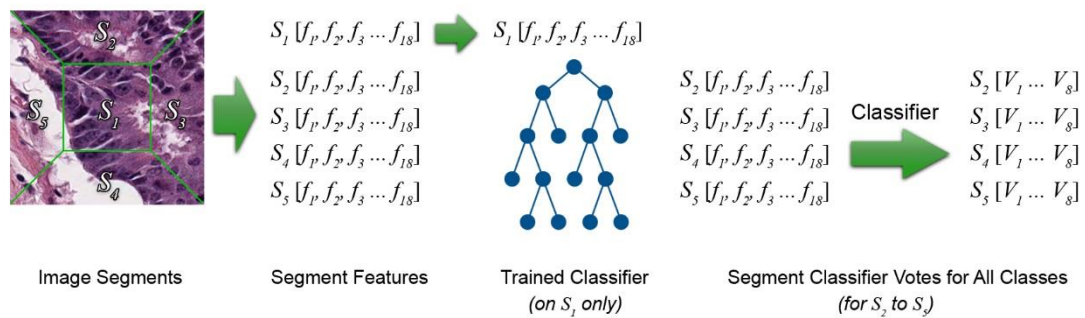 S₂
S₁
S₃
S₅
S₄
S₁ [f₁, f₂, f₃ ... f₁₈]
S₂ [f₁, f₂, f₃ ... f₁₈]
S₃ [f₁, f₂, f₃ ... f₁₈]
S₄ [f₁, f₂, f₃ ... f₁₈]
S₅ [f₁, f₂, f₃ ... f₁₈]
S₁ [f₁, f₂, f₃ ... f₁₈]
S₂ [f₁, f₂, f₃ ... f₁₈]
S₃ [f₁, f₂, f₃ ... f₁₈]
S₄ [f₁, f₂, f₃ ... f₁₈]
S₅ [f₁, f₂, f₃ ... f₁₈]
Classifier
S₂ [V₁ ... V₈]
S₃ [V₁ ... V₈]
S₄ [V₁ ... V₈]
S₅ [V₁ ... V₈]
Image Segments
Segment Features
Trained Classifier
(on S₁ only)
Segment Classifier Votes for All Classes
(for S₂ to S₅)